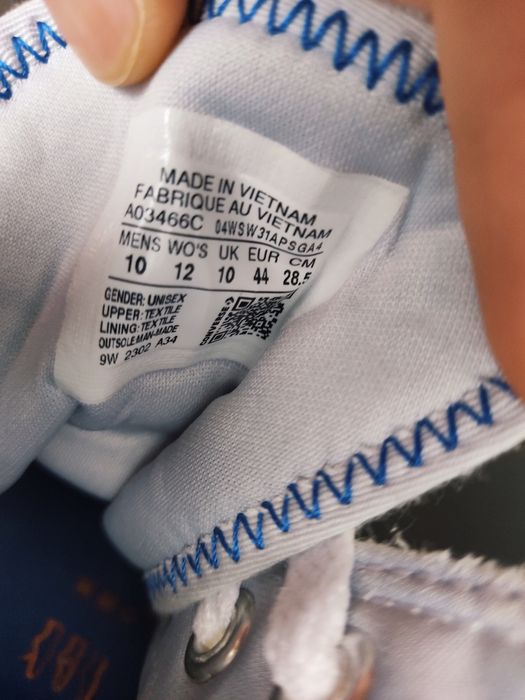 MADE IN VIETNAM
FABRIQUE AU VIETNAM
A03466C 04WSW31APSGA4
MENS WO'S UK EUR CM
10 12 10 44 28.5
GENDER: UNISEX
UPPER: TEXTILE
LINING: TEXTILE
OUTSOLE:MAN-MADE
9W 2302 A34
CONVERSE